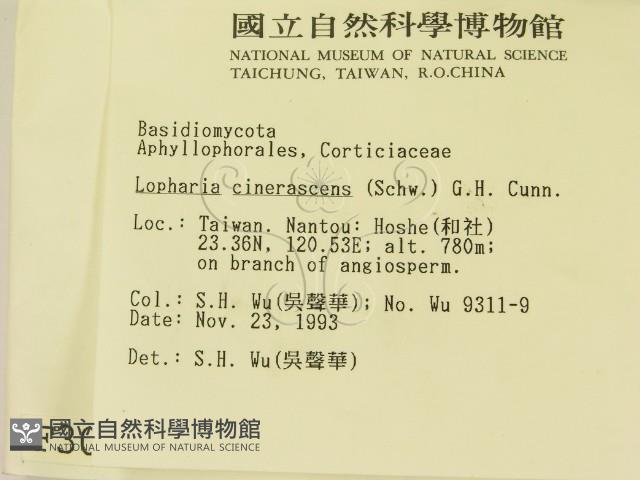 國立自然科學博物館
NATIONAL MUSEUM OF NATURAL SCIENCE
TAICHUNG, TAIWAN, R.O.CHINA
Basidiomycota
Aphyllophorales, Corticiaceae
Lopharia cinerascens (Schw.) G.H. Cunn.
Loc.: Taiwan. Nantou: Hoshe(和社)
23.36N, 120.53E; alt. 780m;
on branch of angiosperm.
Col.: S.H. Wu(吳聲華); No. Wu 9311-9
Date: Nov. 23, 1993
Det.: S.H. Wu(吳聲華)
國立自然科學博物館
NATIONAL MUSEUM OF NATURAL SCIENCE